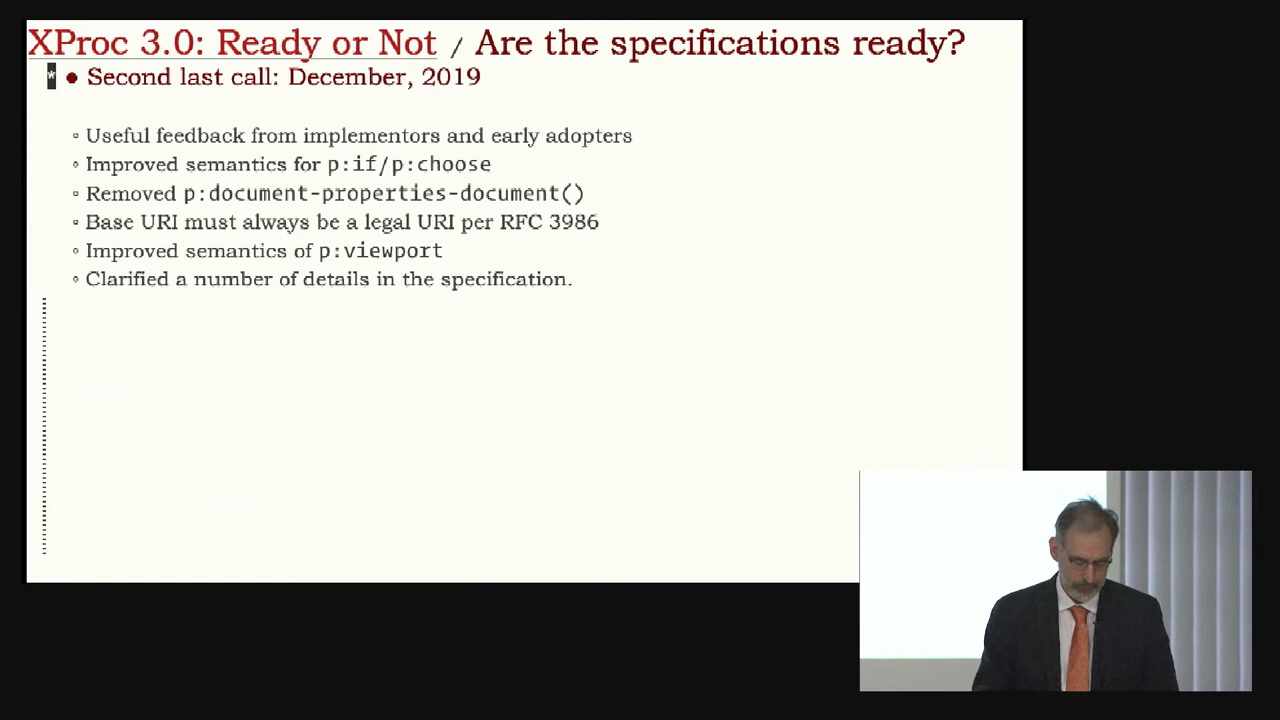 XProc 3.0: Ready or Not / Are the specifications ready?
* • Second last call: December, 2019
◦ Useful feedback from implementors and early adopters
◦ Improved semantics for p:if/p:choose
◦ Removed p:document-properties-document()
◦ Base URI must always be a legal URI per RFC 3986
◦ Improved semantics of p:viewport
◦ Clarified a number of details in the specification.